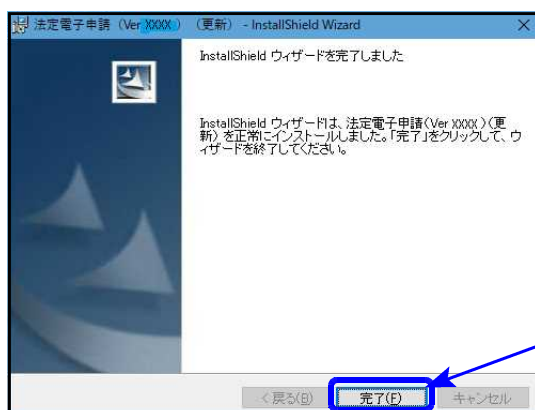 法定電子申請（Ver XXXX）（更新） - InstallShield Wizard
InstallShield ウィザードを完了しました
InstallShield ウィザードは、法定電子申請(Ver XXXX)(更
新) を正常にインストールしました。「完了」をクリックして、ウ
ィザードを終了してください。
< 戻る(B)
完了(F)
キャンセル